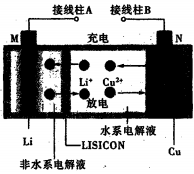 接线柱A 接线柱B
M 充电 N
Li⁺ Cu²⁺
放电
水系电解液
Li LISICON Cu
非水系电解液